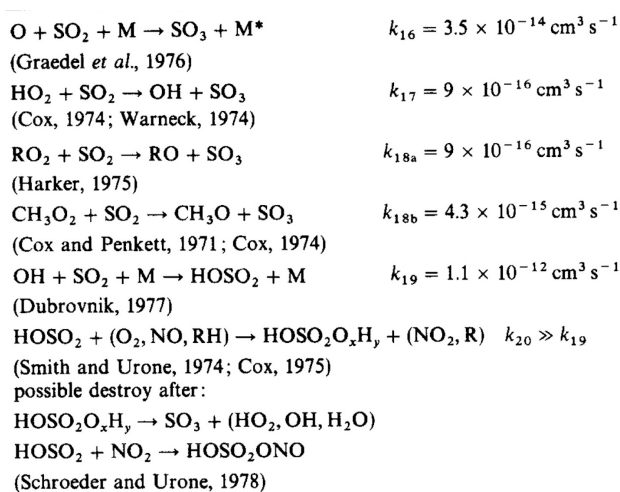 O + SO₂ + M → SO₃ + M* k₁₆ = 3.5 × 10⁻¹⁴ cm³ s⁻¹
(Graedel et al., 1976)
HO₂ + SO₂ → OH + SO₃ k₁₇ = 9 × 10⁻¹⁶ cm³ s⁻¹
(Cox, 1974; Warneck, 1974)
RO₂ + SO₂ → RO + SO₃ k₁₈ₐ = 9 × 10⁻¹⁶ cm³ s⁻¹
(Harker, 1975)
CH₃O₂ + SO₂ → CH₃O + SO₃ k₁₈b = 4.3 × 10⁻¹⁵ cm³ s⁻¹
(Cox and Penkett, 1971; Cox, 1974)
OH + SO₂ + M → HOSO₂ + M k₁₉ = 1.1 × 10⁻¹² cm³ s⁻¹
(Dubrovnik, 1977)
HOSO₂ + (O₂, NO, RH) → HOSO₂OₓHy + (NO₂, R) k₂₀ ≫ k₁₉
(Smith and Urone, 1974; Cox, 1975)
possible destroy after:
HOSO₂OₓHy → SO₃ + (HO₂, OH, H₂O)
HOSO₂ + NO₂ → HOSO₂ONO
(Schroeder and Urone, 1978)